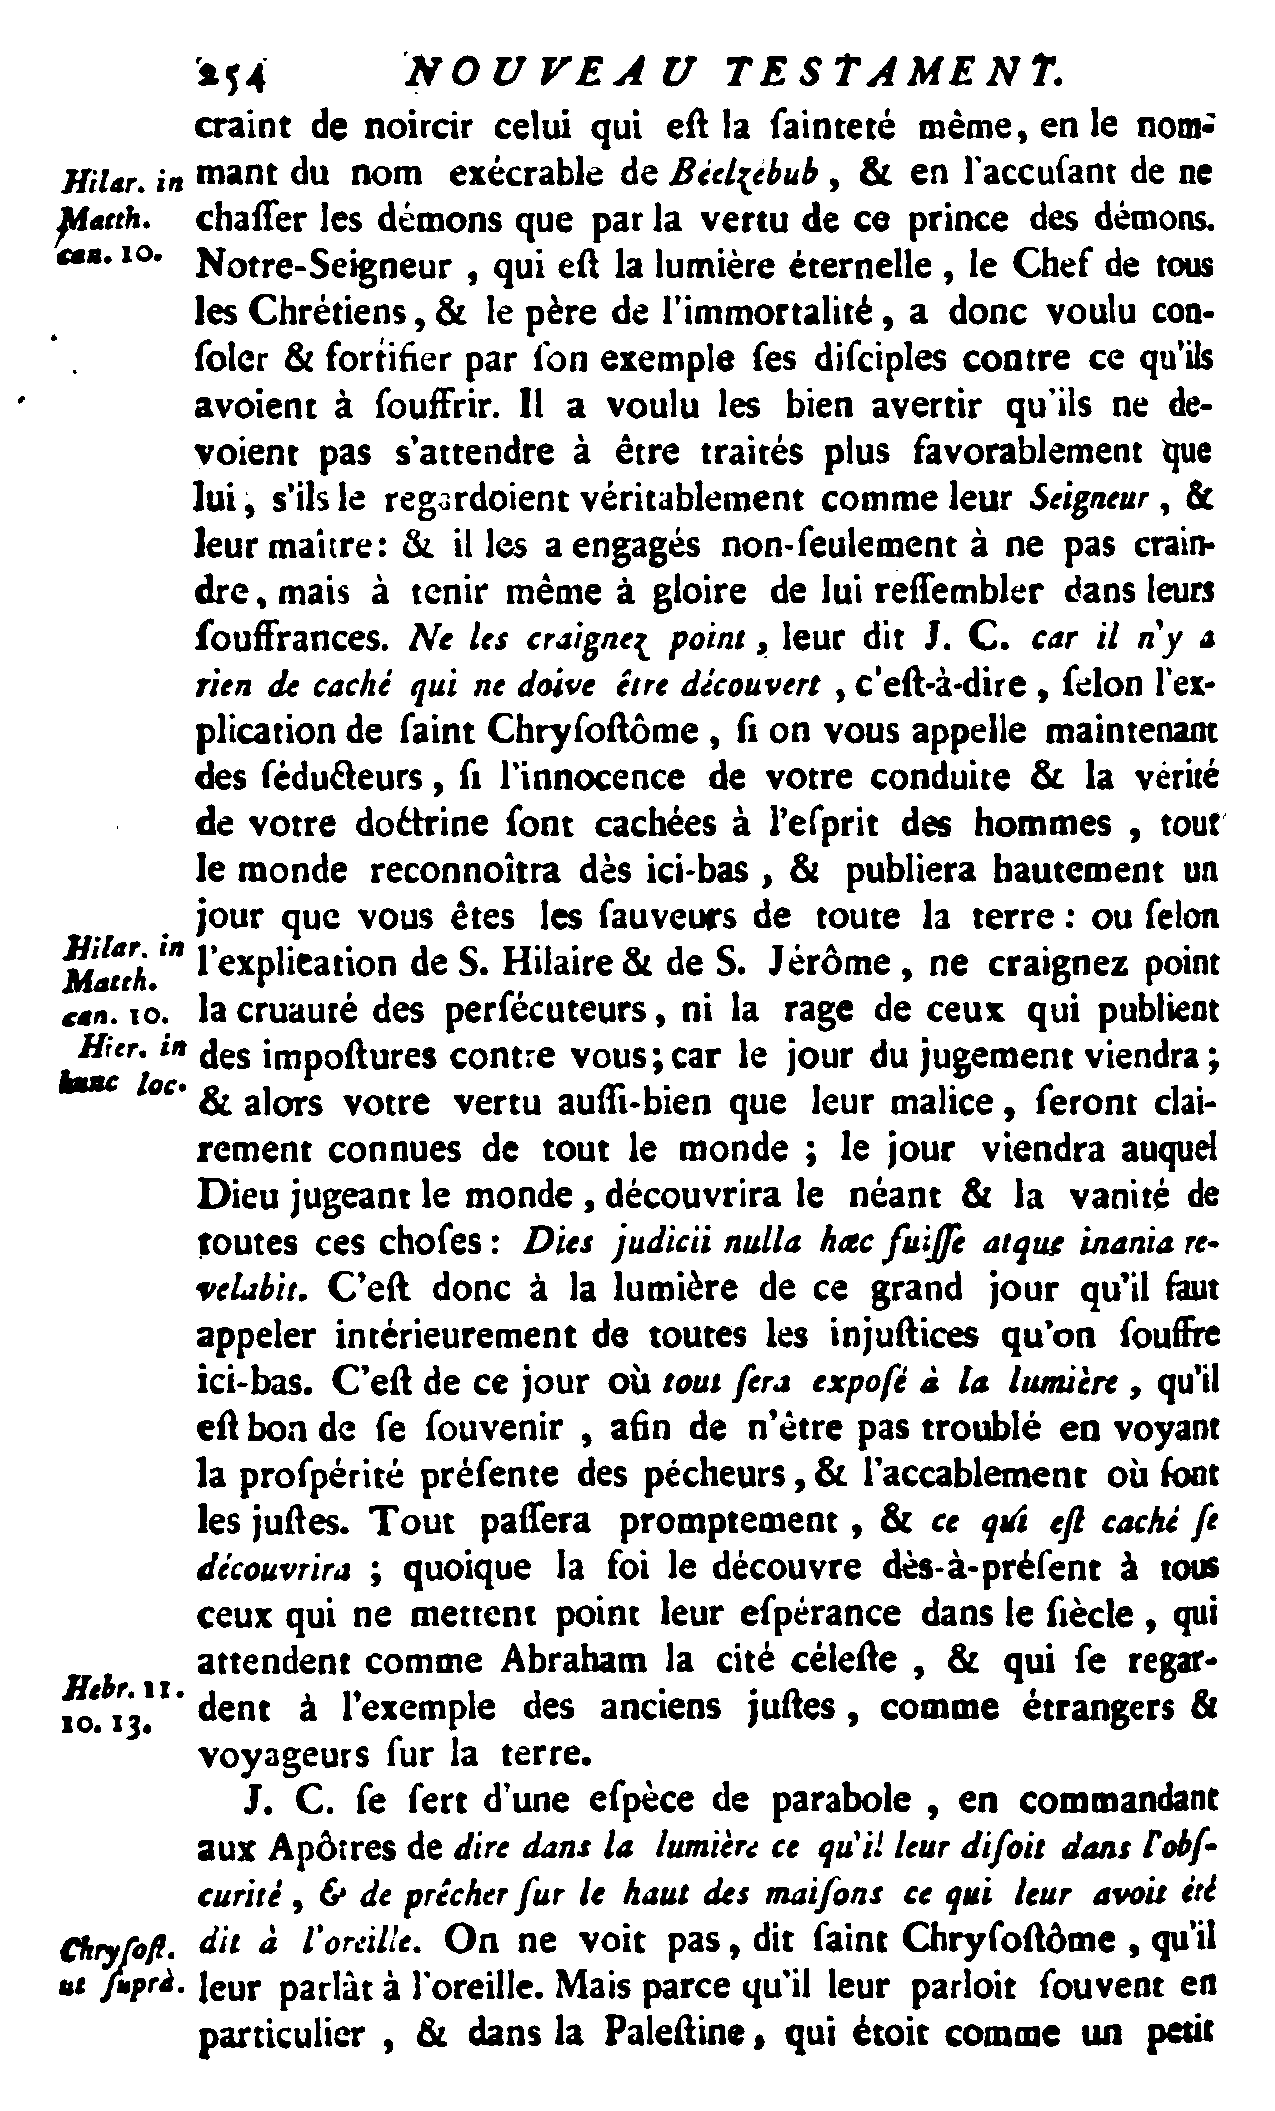 254 NOUVEAU TESTAMENT.
craint de noircir celui qui eſt la ſainteté même, en le nom-
Hilar. in mant du nom exécrable de Béelzébub, & en l'accuſant de ne
Matth. chaſſer les démons que par la vertu de ce prince des démons.
can. 10. Notre-Seigneur, qui eſt la lumière éternelle, le Chef de tous
les Chrétiens, & le père de l'immortalité, a donc voulu con-
ſoler & fortifier par ſon exemple ſes diſciples contre ce qu'ils
avoient à ſouffrir. Il a voulu les bien avertir qu'ils ne de-
voient pas s'attendre à être traités plus favorablement que
lui, s'ils le regardoient véritablement comme leur Seigneur, &
leur maitre: & il les a engagés non-ſeulement à ne pas crain-
dre, mais à tenir même à gloire de lui reſſembler dans leurs
ſouffrances. Ne les craignez point, leur dit J. C. car il n'y a
rien de caché qui ne doive être découvert, c'eſt-à-dire, ſelon l'ex-
plication de ſaint Chryſoſtôme, ſi on vous appelle maintenant
des ſéducteurs, ſi l'innocence de votre conduite & la vérité
de votre doctrine ſont cachées à l'eſprit des hommes, tout
le monde reconnoîtra dès ici-bas, & publiera hautement un
jour que vous êtes les ſauveurs de toute la terre: ou ſelon
Hilar. in l'explication de S. Hilaire & de S. Jérôme, ne craignez point
Matth.
can. 10. la cruauté des perſécuteurs, ni la rage de ceux qui publient
Hier. in des impoſtures contre vous; car le jour du jugement viendra;
hunc loc. & alors votre vertu auſſi-bien que leur malice, ſeront clai-
rement connues de tout le monde; le jour viendra auquel
Dieu jugeant le monde, découvrira le néant & la vanité de
toutes ces choſes: Dies judicii nulla hæc fuiſſe atque inania re-
velabit. C'eſt donc à la lumière de ce grand jour qu'il faut
appeler intérieurement de toutes les injuſtices qu'on ſouffre
ici-bas. C'eſt de ce jour où tout ſera expoſé à la lumière, qu'il
eſt bon de ſe ſouvenir, afin de n'être pas troublé en voyant
la proſpérité préſente des pécheurs, & l'accablement où ſont
les juſtes. Tout paſſera promptement, & ce qui eſt caché ſe
découvrira; quoique la foi le découvre dès-à-préſent à tous
ceux qui ne mettent point leur eſpérance dans le ſiècle, qui
attendent comme Abraham la cité céleſte, & qui ſe regar-
Hebr. 11. dent à l'exemple des anciens juſtes, comme étrangers &
10. 13.
voyageurs ſur la terre.
J. C. ſe ſert d'une eſpèce de parabole, en commandant
aux Apôtres de dire dans la lumière ce qu'il leur diſoit dans l'obſ-
curité, & de prêcher ſur le haut des maiſons ce qui leur avoit été
Chryſoſt. dit à l'oreille. On ne voit pas, dit ſaint Chryſoſtôme, qu'il
ut ſuprà. leur parlât à l'oreille. Mais parce qu'il leur parloit ſouvent en
particulier, & dans la Paleſtine, qui étoit comme un petit